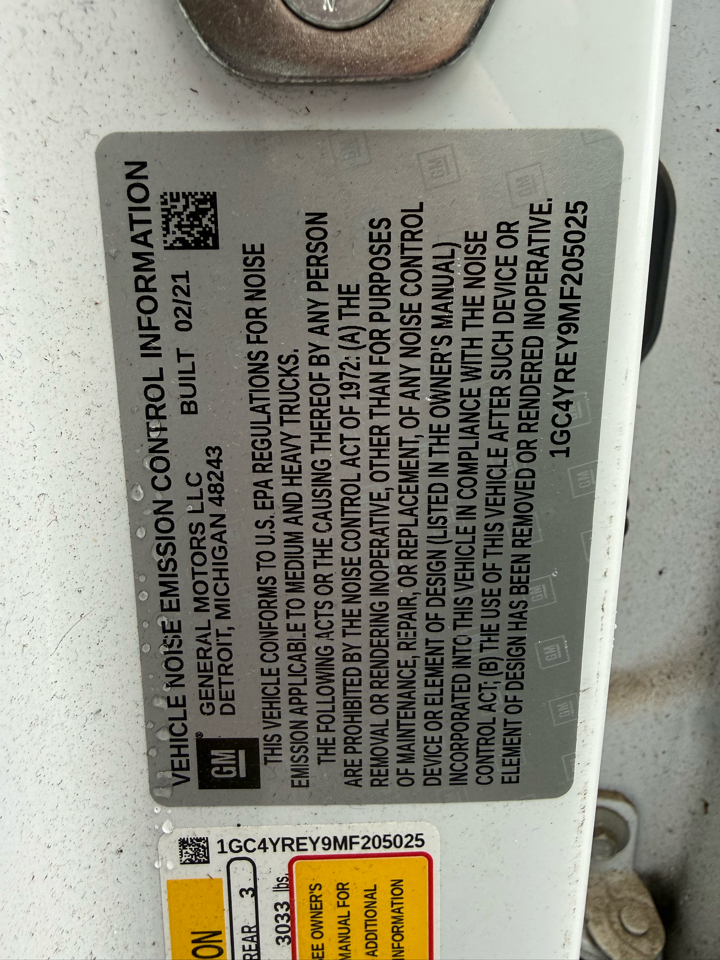 VEHICLE NOISE EMISSION CONTROL INFORMATION
GENERAL MOTORS LLC
DETROIT, MICHIGAN 48243
BUILT 02/21
GM
THIS VEHICLE CONFORMS TO U.S. EPA REGULATIONS FOR NOISE
EMISSION APPLICABLE TO MEDIUM AND HEAVY TRUCKS.
THE FOLLOWING ACTS OR THE CAUSING THEREOF BY ANY PERSON
ARE PROHIBITED BY THE NOISE CONTROL ACT OF 1972: (A) THE
REMOVAL OR RENDERING INOPERATIVE, OTHER THAN FOR PURPOSES
OF MAINTENANCE, REPAIR, OR REPLACEMENT, OF ANY NOISE CONTROL
DEVICE OR ELEMENT OF DESIGN (LISTED IN THE OWNER'S MANUAL)
INCORPORATED INTO THIS VEHICLE IN COMPLIANCE WITH THE NOISE
CONTROL ACT; (B) THE USE OF THIS VEHICLE AFTER SUCH DEVICE OR
ELEMENT OF DESIGN HAS BEEN REMOVED OR RENDERED INOPERATIVE.
1GC4YREY9MF205025
1GC4YREY9MF205025
ON
REAR 3
3033 lbs.
SEE OWNER'S
MANUAL FOR
ADDITIONAL
INFORMATION